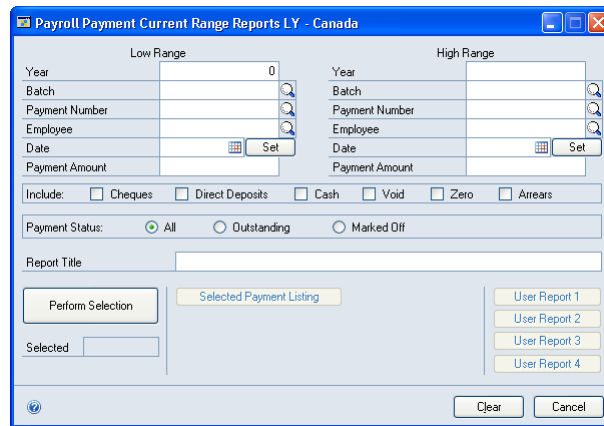 Payroll Payment Current Range Reports LY - Canada
Low Range High Range
Year 0 Year
Batch Batch
Payment Number Payment Number
Employee Employee
Date Set Date Set
Payment Amount Payment Amount
Include: Cheques Direct Deposits Cash Void Zero Arrears
Payment Status: All Outstanding Marked Off
Report Title
Perform Selection Selected Payment Listing User Report 1
User Report 2
Selected User Report 3
User Report 4
Clear Cancel